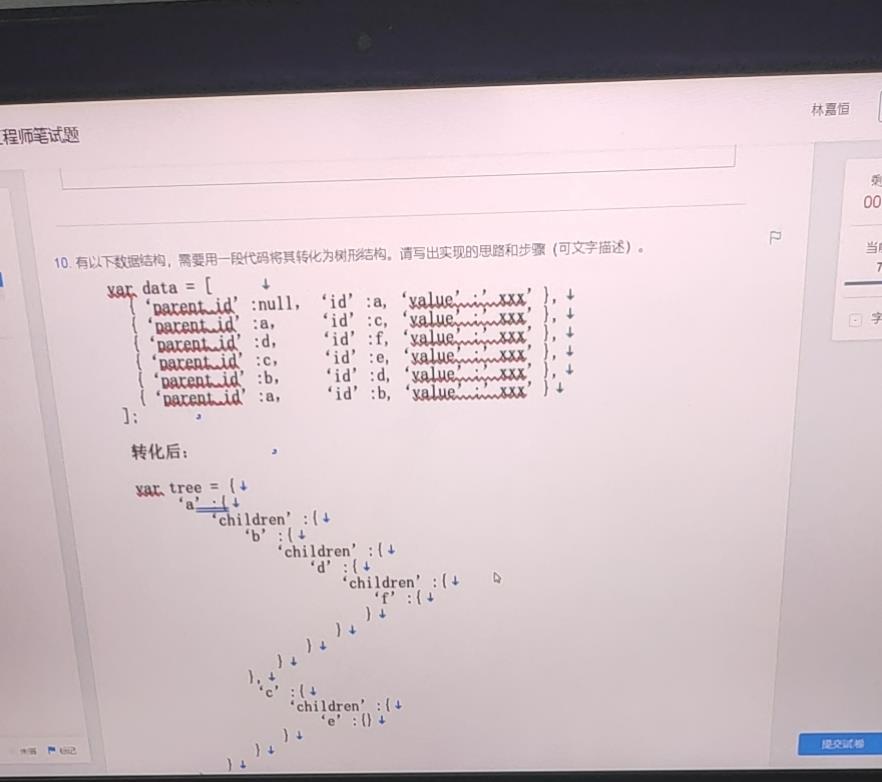 程师笔试题
林嘉恒
00
10. 有以下数据结构，需要用一段代码将其转化为树形结构。请写出实现的思路和步骤（可文字描述）。
var data = [ ↓
{ ‘parent_id’ :null, ‘id’ :a, ‘value’ :’ xxx’ }, ↓
{ ‘parent_id’ :a, ‘id’ :c, ‘value’ :’ xxx’ }, ↓
{ ‘parent_id’ :d, ‘id’ :f, ‘value’ :’ xxx’ }, ↓
{ ‘parent_id’ :c, ‘id’ :e, ‘value’ :’ xxx’ }, ↓
{ ‘parent_id’ :b, ‘id’ :d, ‘value’ :’ xxx’ }, ↓
{ ‘parent_id’ :a, ‘id’ :b, ‘value’ :’ xxx’ } ↓
];
转化后：
var tree = { ↓
‘a’ :{ ↓
‘children’ :{ ↓
‘b’ :{ ↓
‘children’ :{ ↓
‘d’ :{ ↓
‘children’ :{ ↓
‘f’ :{ ↓
} ↓
} ↓
} ↓
} ↓
}, ↓
‘c’ :{ ↓
‘children’ :{ ↓
‘e’ :{} ↓
} ↓
} ↓
} ↓
标记
提交试卷